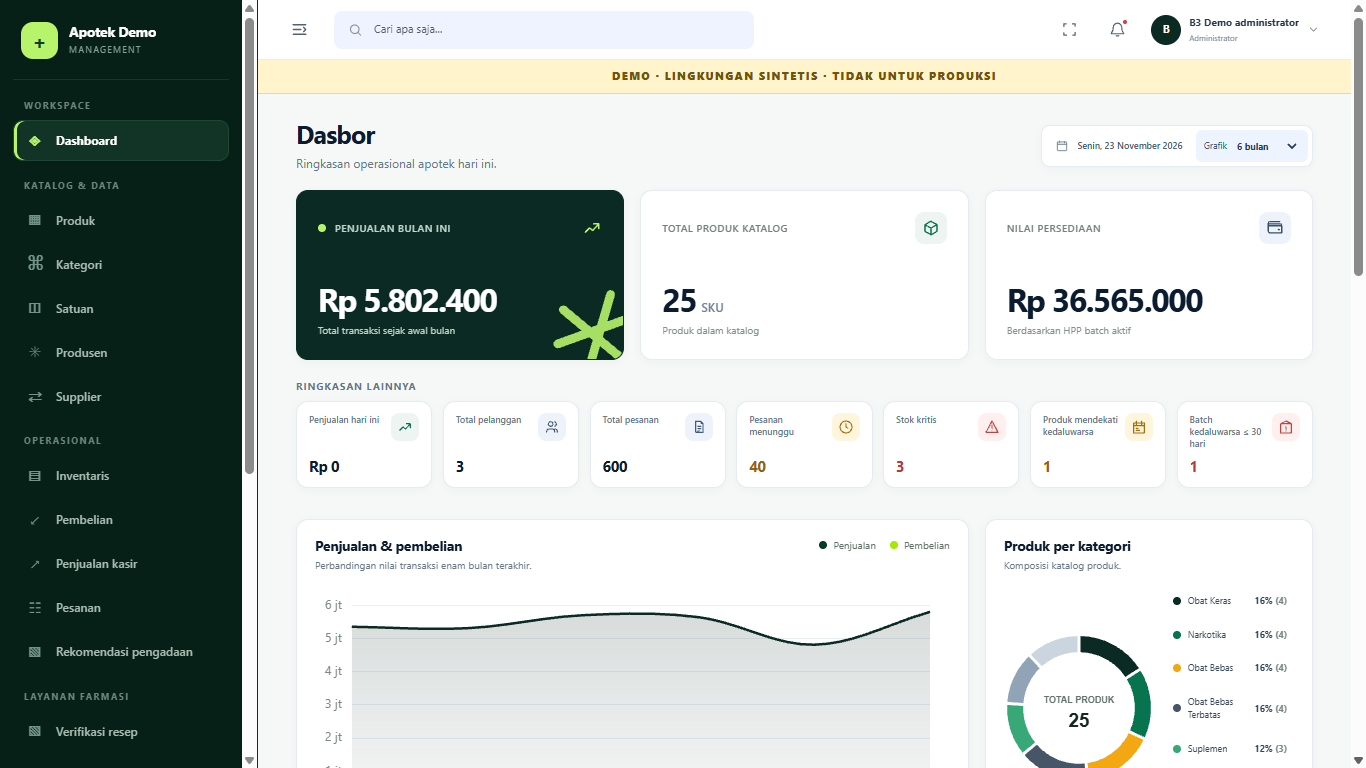 Apotek Demo
MANAGEMENT
WORKSPACE
Dashboard
KATALOG & DATA
Produk
Kategori
Satuan
Produsen
Supplier
OPERASIONAL
Inventaris
Pembelian
Penjualan kasir
Pesanan
Rekomendasi pengadaan
LAYANAN FARMASI
Verifikasi resep
Cari apa saja...
B
B3 Demo administrator
Administrator
DEMO · LINGKUNGAN SINTETIS · TIDAK UNTUK PRODUKSI
Dasbor
Ringkasan operasional apotek hari ini.
Senin, 23 November 2026
Grafik 6 bulan
PENJUALAN BULAN INI
Rp 5.802.400
Total transaksi sejak awal bulan
TOTAL PRODUK KATALOG
25 SKU
Produk dalam katalog
NILAI PERSEDIAAN
Rp 36.565.000
Berdasarkan HPP batch aktif
RINGKASAN LAINNYA
Penjualan hari ini
Rp 0
Total pelanggan
3
Total pesanan
600
Pesanan
menunggu
40
Stok kritis
3
Produk mendekati
kedaluwarsa
1
Batch
kedaluwarsa ≤ 30
hari
1
Penjualan & pembelian
Perbandingan nilai transaksi enam bulan terakhir.
Penjualan
Pembelian
6 jt
5 jt
4 jt
3 jt
2 jt
Produk per kategori
Komposisi katalog produk.
TOTAL PRODUK
25
Obat Keras 16% (4)
Narkotika 16% (4)
Obat Bebas 16% (4)
Obat Bebas
Terbatas 16% (4)
Suplemen 12% (3)